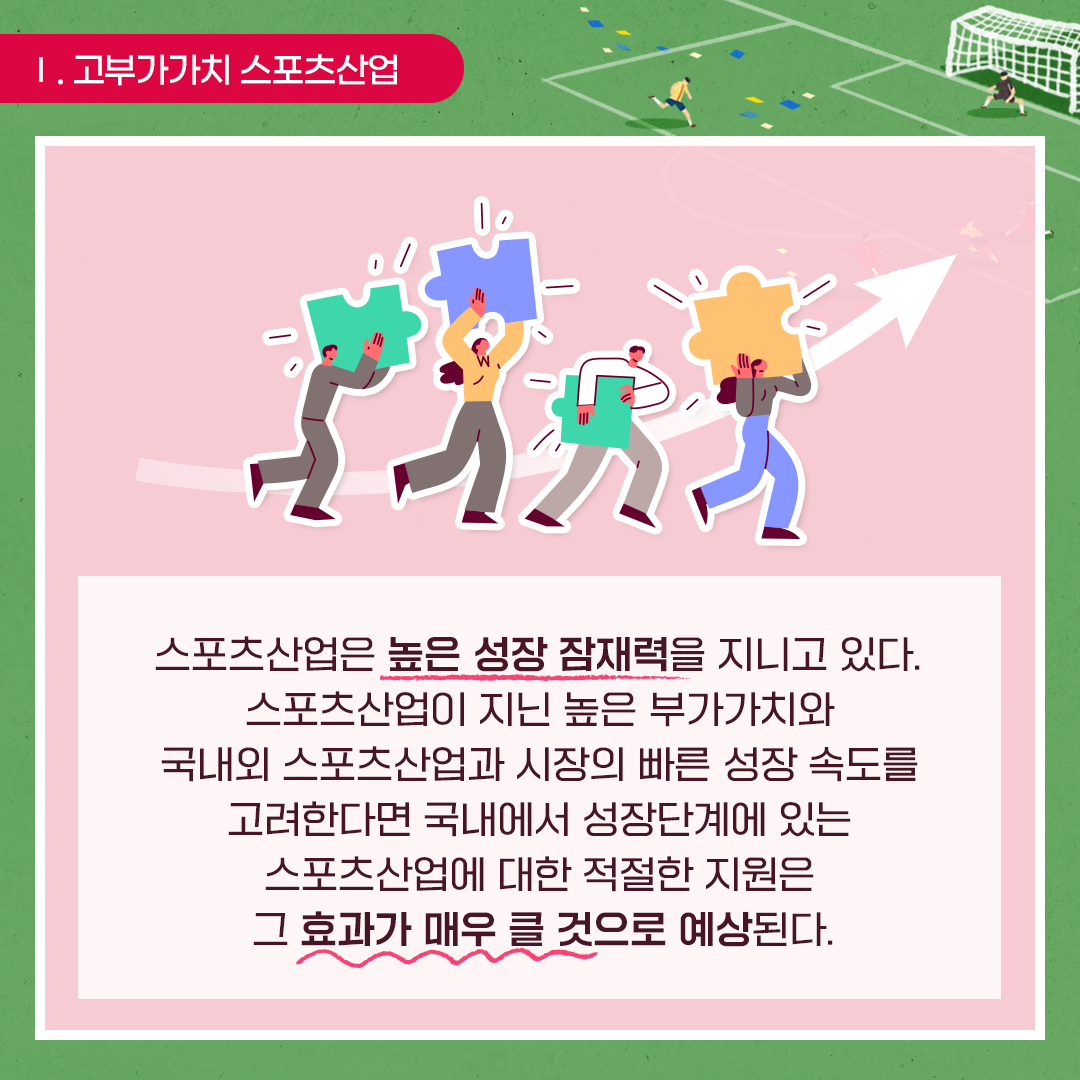 Ⅰ. 고부가가치 스포츠산업
스포츠산업은 높은 성장 잠재력을 지니고 있다.
스포츠산업이 지닌 높은 부가가치와
국내외 스포츠산업과 시장의 빠른 성장 속도를
고려한다면 국내에서 성장단계에 있는
스포츠산업에 대한 적절한 지원은
그 효과가 매우 클 것으로 예상된다.